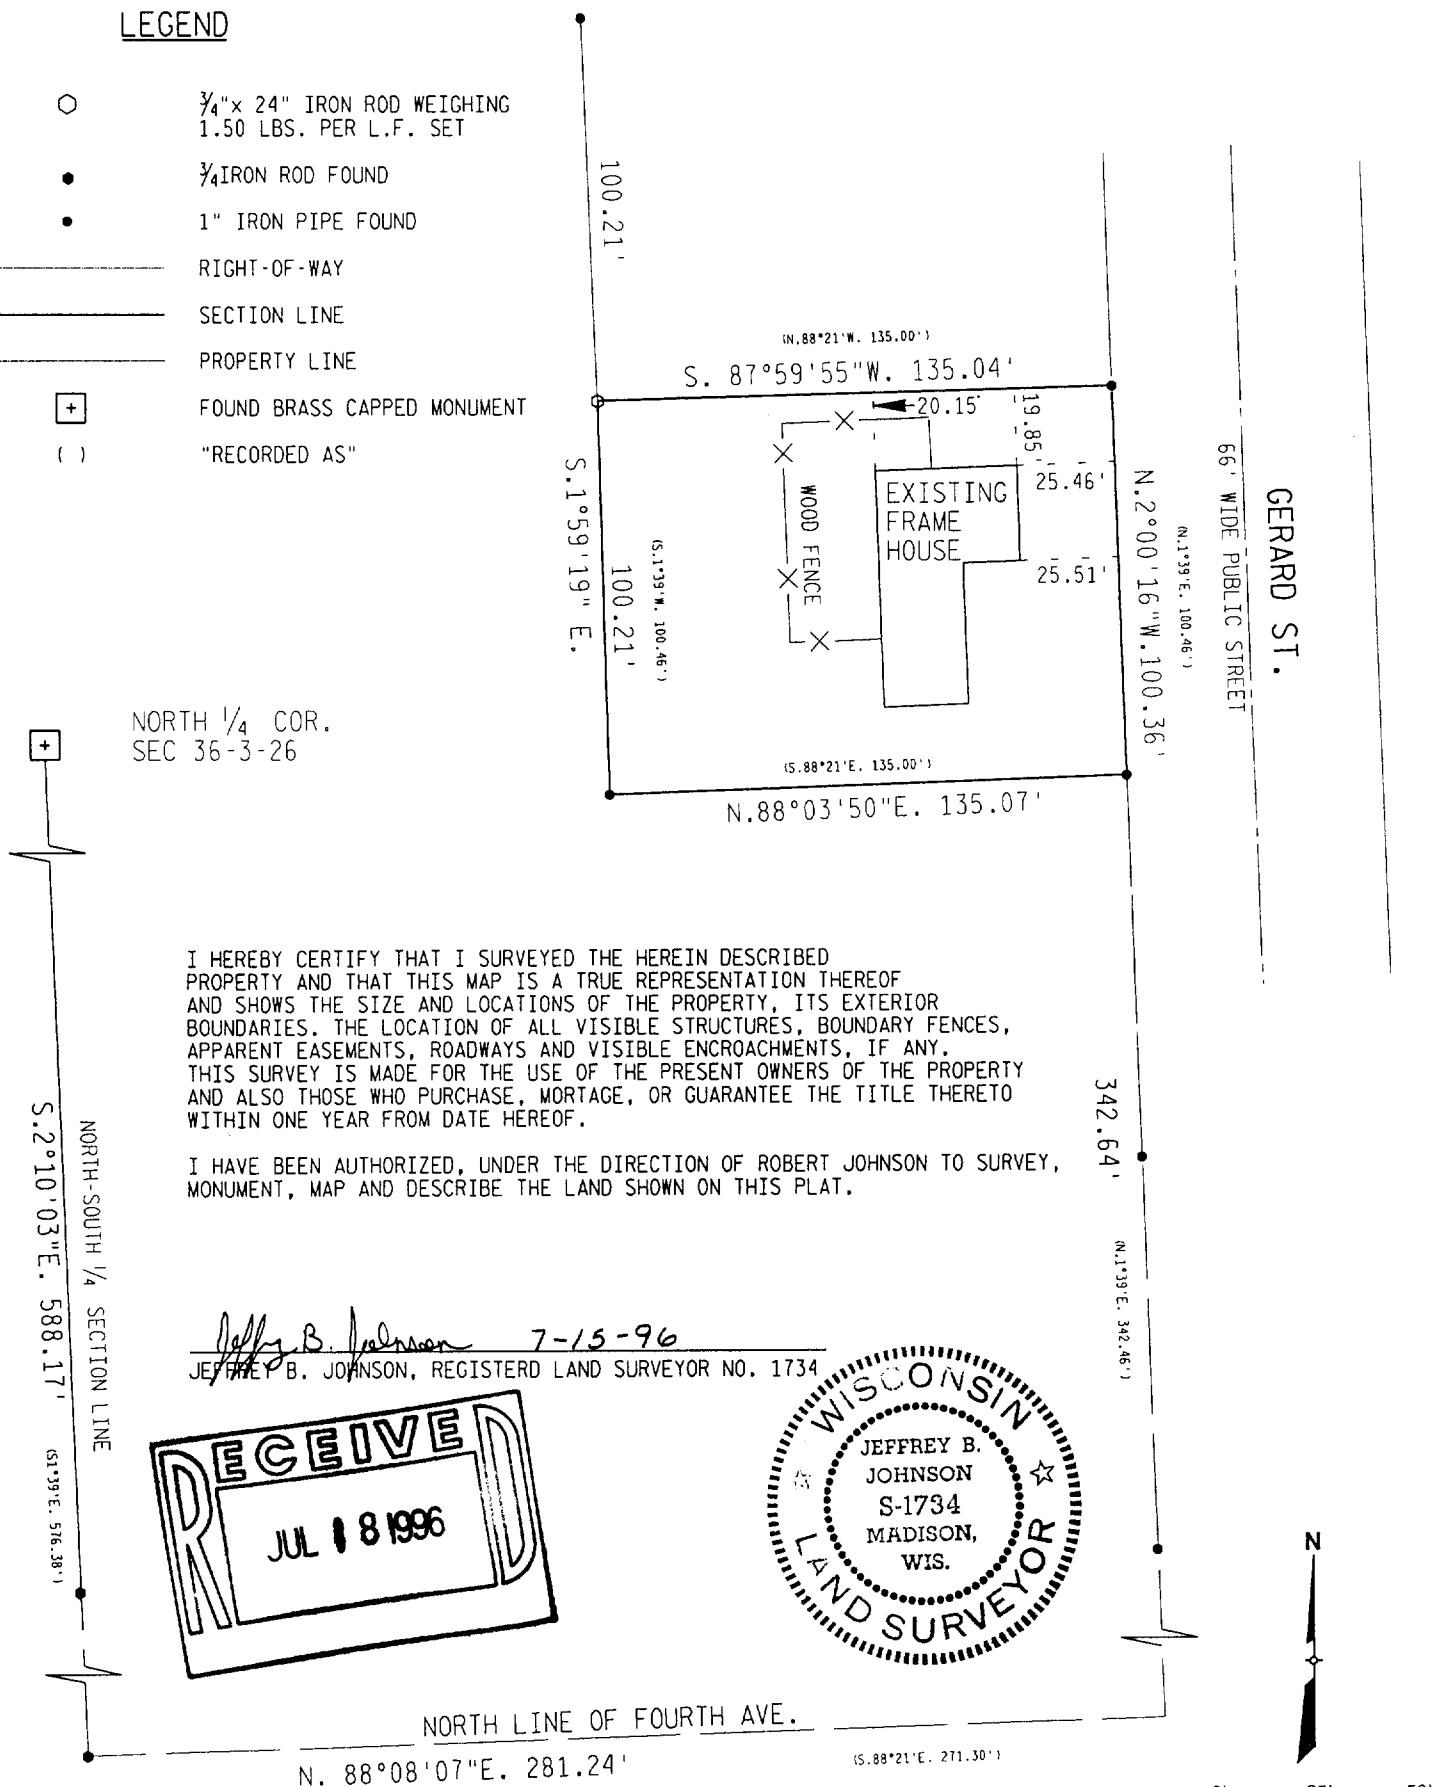 LEGEND
3/4"x 24" IRON ROD WEIGHING
1.50 LBS. PER L.F. SET
3/4IRON ROD FOUND
1" IRON PIPE FOUND
RIGHT-OF-WAY
SECTION LINE
PROPERTY LINE
FOUND BRASS CAPPED MONUMENT
( ) "RECORDED AS"
100.21'
(N.88°21'W. 135.00')
S. 87°59'55"W. 135.04'
20.15'
19.85'
25.46'
25.51'
EXISTING
FRAME
HOUSE
WOOD FENCE
S.1°59'19" E.
100.21'
(S.1°39'W. 100.46')
N.2°00'16"W.100.36'
(N.1°39'E. 100.46')
66' WIDE PUBLIC STREET
GERARD ST.
(S.88°21'E. 135.00')
N.88°03'50"E. 135.07'
NORTH 1/4 COR.
SEC 36-3-26
I HEREBY CERTIFY THAT I SURVEYED THE HEREIN DESCRIBED
PROPERTY AND THAT THIS MAP IS A TRUE REPRESENTATION THEREOF
AND SHOWS THE SIZE AND LOCATIONS OF THE PROPERTY, ITS EXTERIOR
BOUNDARIES. THE LOCATION OF ALL VISIBLE STRUCTURES, BOUNDARY FENCES,
APPARENT EASEMENTS, ROADWAYS AND VISIBLE ENCROACHMENTS, IF ANY.
THIS SURVEY IS MADE FOR THE USE OF THE PRESENT OWNERS OF THE PROPERTY
AND ALSO THOSE WHO PURCHASE, MORTAGE, OR GUARANTEE THE TITLE THERETO
WITHIN ONE YEAR FROM DATE HEREOF.
I HAVE BEEN AUTHORIZED, UNDER THE DIRECTION OF ROBERT JOHNSON TO SURVEY,
MONUMENT, MAP AND DESCRIBE THE LAND SHOWN ON THIS PLAT.
Jeffrey B. Johnson 7-15-96
JEFFREY B. JOHNSON, REGISTERD LAND SURVEYOR NO. 1734
S.2°10'03"E. 588.17'
NORTH-SOUTH 1/4 SECTION LINE
(S1°39'E. 576.38')
342.64'
(N.1°39'E. 342.46')
RECEIVED
JUL 18 1996
WISCONSIN
JEFFREY B.
JOHNSON
S-1734
MADISON,
WIS.
LAND SURVEYOR
N
NORTH LINE OF FOURTH AVE.
N. 88°08'07"E. 281.24'
(S.88°21'E. 271.30')